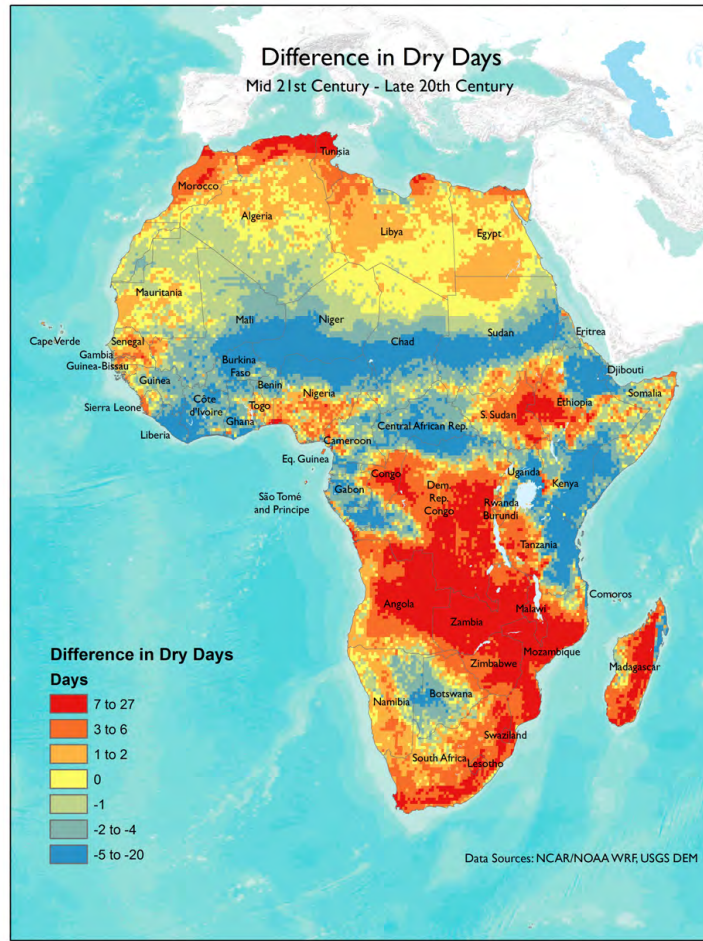 Difference in Dry Days
Mid 21st Century - Late 20th Century
Tunisia
Morocco
Algeria
Libya
Egypt
Mauritania
Mali
Niger
Chad
Sudan
Eritrea
Cape Verde
Senegal
Gambia
Guinea-Bissau
Guinea
Burkina
Faso
Benin
Nigeria
Djibouti
Somalia
Ethiopia
S. Sudan
Sierra Leone
Côte
d'Ivoire
Togo
Ghana
Liberia
Central African Rep.
Cameroon
Eq. Guinea
Congo
Uganda
Kenya
Gabon
Dem.
Rep.
Congo
Rwanda
Burundi
São Tomé
and Principe
Tanzania
Comoros
Angola
Malawi
Zambia
Mozambique
Zimbabwe
Madagascar
Namibia
Botswana
Swaziland
South Africa
Lesotho
Difference in Dry Days
Days
7 to 27
3 to 6
1 to 2
0
-1
-2 to -4
-5 to -20
Data Sources: NCAR/NOAA WRF, USGS DEM